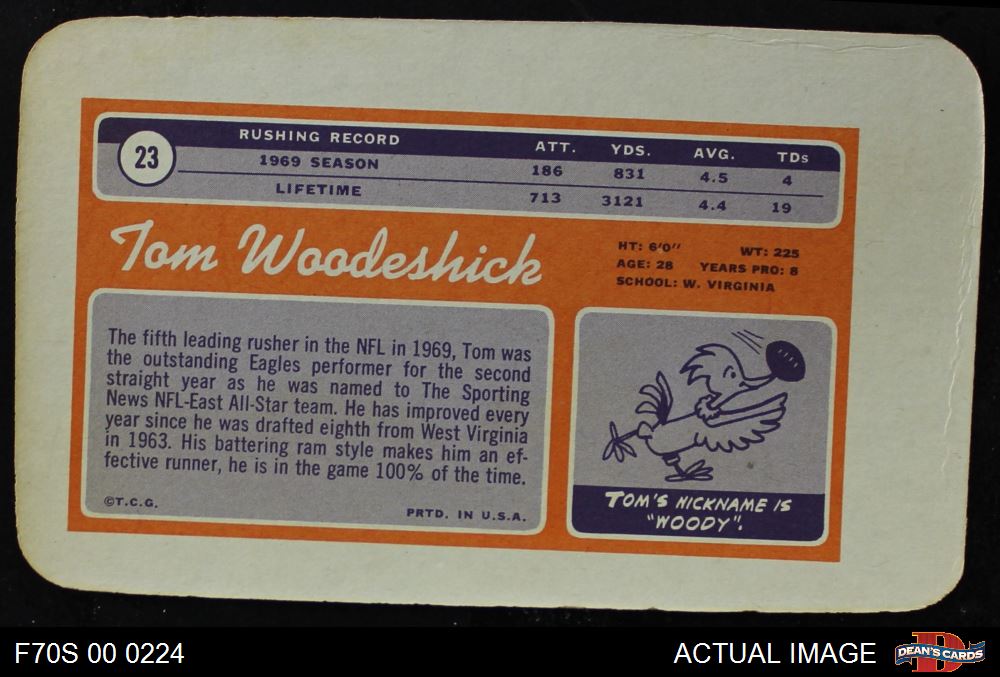 23
RUSHING RECORD ATT. YDS. AVG. TDs
1969 SEASON 186 831 4.5 4
LIFETIME 713 3121 4.4 19
Tom Woodeshick
HT: 6'0" WT: 225
AGE: 28 YEARS PRO: 8
SCHOOL: W. VIRGINIA
The fifth leading rusher in the NFL in 1969, Tom was
the outstanding Eagles performer for the second
straight year as he was named to The Sporting
News NFL-East All-Star team. He has improved every
year since he was drafted eighth from West Virginia
in 1963. His battering ram style makes him an ef-
fective runner, he is in the game 100% of the time.
©T.C.G. PRTD. IN U.S.A.
TOM'S NICKNAME IS
"WOODY".
F70S 00 0224 ACTUAL IMAGE DEAN'S CARDS